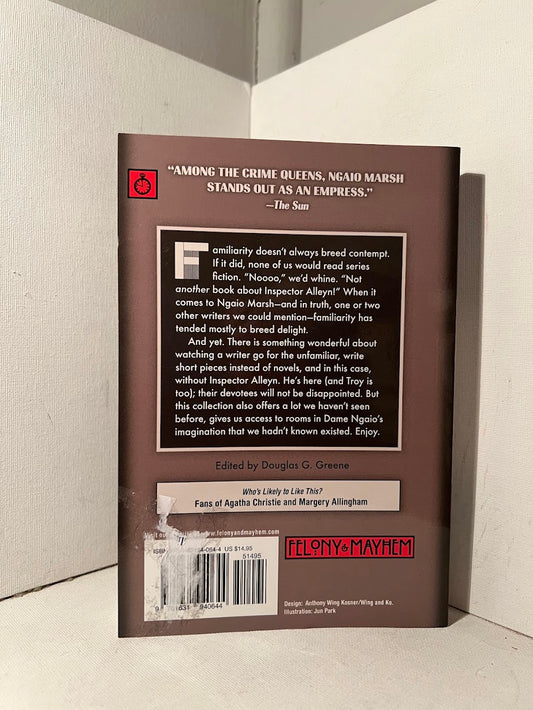 “AMONG THE CRIME QUEENS, NGAIO MARSH
STANDS OUT AS AN EMPRESS.”
—The Sun
Familiarity doesn’t always breed contempt.
If it did, none of us would read series
fiction. “Noooo,” we’d whine. “Not
another book about Inspector Alleyn!” When it
comes to Ngaio Marsh—and in truth, one or two
other writers we could mention—familiarity has
tended mostly to breed delight.
And yet. There is something wonderful about
watching a writer go for the unfamiliar, write
short pieces instead of novels, and in this case,
without Inspector Alleyn. He’s here (and Troy is
too); their devotees will not be disappointed. But
this collection also offers a lot we haven’t seen
before, gives us access to rooms in Dame Ngaio’s
imagination that we hadn’t known existed. Enjoy.
Edited by Douglas G. Greene
Who’s Likely to Like This?
Fans of Agatha Christie and Margery Allingham
Visit our www.felonyandmayhem.com
ISBN 4-064-4 US $14.95
51495
9 940644
FELONY & MAYHEM
Design: Anthony Wing Kosner/Wing and Ko.
Illustration: Jun Park